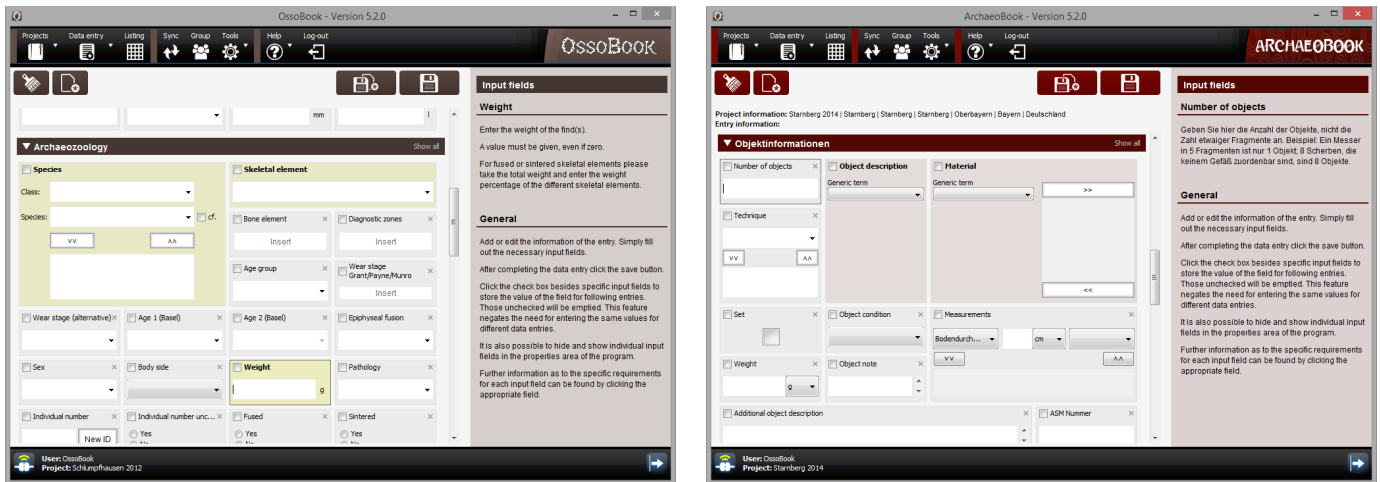 OssoBook - Version 5.2.0
Projects Data entry Listing Sync Group Tools Help Log-out
OssoBook
Input fields
mm l
Archaeozoology Show all
Species
Class:
Species: cf.
VV ^^
Skeletal element
Bone element × Diagnostic zones ×
Insert Insert
Age group × Wear stage Grant/Payne/Munro ×
Insert
Wear stage (alternative) × Age 1 (Basel) × Age 2 (Basel) × Epiphyseal fusion ×
Sex × Body side × Weight Pathology ×
g
Individual number × Individual number unc... × Fused × Sintered ×
New ID Yes Yes Yes
No No No
Weight
Enter the weight of the find(s).
A value must be given, even if zero.
For fused or sintered skeletal elements please
take the total weight and enter the weight
percentage of the different skeletal elements.
General
Add or edit the information of the entry. Simply fill
out the necessary input fields.
After completing the data entry click the save button.
Click the check box besides specific input fields to
store the value of the field for following entries.
Those unchecked will be emptied. This feature
negates the need for entering the same values for
different data entries.
It is also possible to hide and show individual input
fields in the properties area of the program.
Further information as to the specific requirements
for each input field can be found by clicking the
appropriate field.
User: OssoBook
Project: Schlumpfhausen 2012
ArchaeoBook - Version 5.2.0
Projects Data entry Listing Sync Group Tools Help Log-out
ARCHAEOBOOK
Input fields
Project information: Starnberg 2014 | Starnberg | Starnberg | Starnberg | Oberbayern | Bayern | Deutschland
Entry information:
Objektinformationen Show all
Number of objects × Object description Material
Generic term Generic term
>>
Technique ×
VV ^^
<<
Set × Object condition × Measurements ×
Bodendurch... cm
VV ^^
Weight × Object note ×
g
Additional object description × ASM Nummer ×
Number of objects
Geben Sie hier die Anzahl der Objekte, nicht die
Zahl etwaiger Fragmente an. Beispiel: Ein Messer
in 5 Fragmenten ist nur 1 Objekt; 8 Scherben, die
keinem Gefäß zuordenbar sind, sind 8 Objekte.
General
Add or edit the information of the entry. Simply fill
out the necessary input fields.
After completing the data entry click the save button.
Click the check box besides specific input fields to
store the value of the field for following entries.
Those unchecked will be emptied. This feature
negates the need for entering the same values for
different data entries.
It is also possible to hide and show individual input
fields in the properties area of the program.
Further information as to the specific requirements
for each input field can be found by clicking the
appropriate field.
User: OssoBook
Project: Starnberg 2014